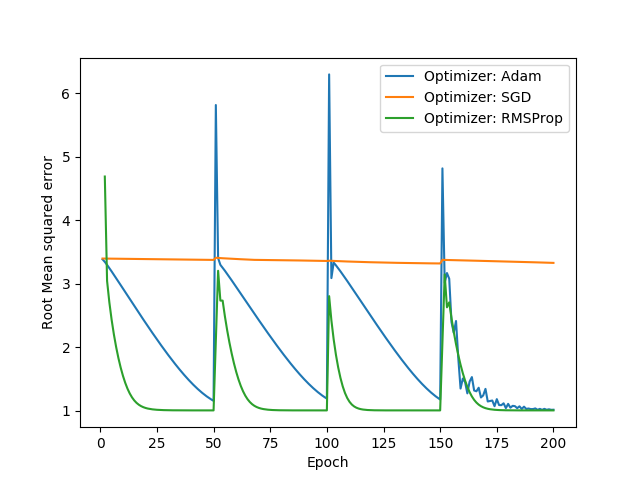 Optimizer: Adam
Optimizer: SGD
Optimizer: RMSProp
Root Mean squared error
6
5
4
3
2
1
0 25 50 75 100 125 150 175 200
Epoch